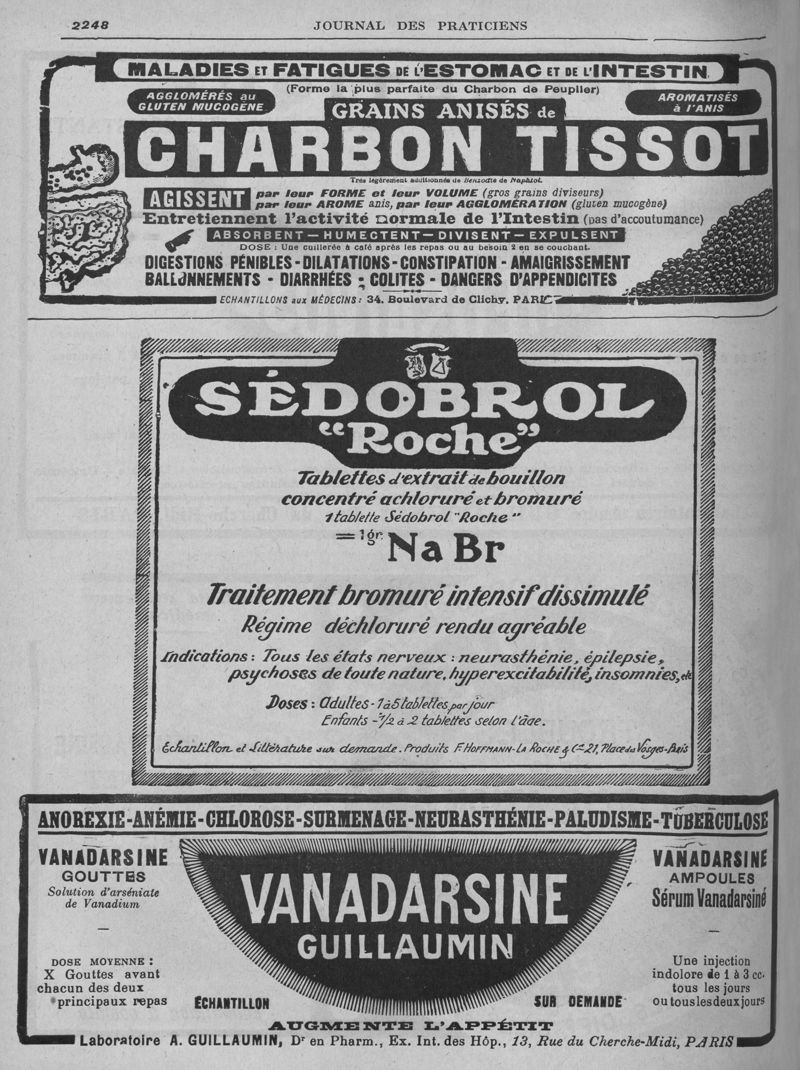 2248
JOURNAL DES PRATICIENS
MALADIES ET FATIGUES DE L'ESTOMAC ET DE L'INTESTIN
(Forme la plus parfaite du Charbon de Peuplier)
AGGLOMÉRÉS au
GLUTEN MUCOGÈNE
GRAINS ANISÉS de
AROMATISÉS
à l'ANIS
CHARBON TISSOT
Très légèrement additionnés de Benzoate de Naphtol.
AGISSENT
par leur FORME et leur VOLUME (gros grains diviseurs)
par leur AROME anis, par leur AGGLOMÉRATION (gluten mucogène)
Entretiennent l'activité normale de l'Intestin (pas d'accoutumance)
ABSORBENT — HUMECTENT — DIVISENT — EXPULSENT
DOSE : Une cuillerée à café après les repas ou au besoin 2 en se couchant.
DIGESTIONS PÉNIBLES - DILATATIONS - CONSTIPATION - AMAIGRISSEMENT
BALLONNEMENTS - DIARRHÉES - COLITES - DANGERS D'APPENDICITES
ECHANTILLONS aux MÉDECINS : 34, Boulevard de Clichy, PARIS
SÉDOBROL
"Roche"
Tablettes d'extrait de bouillon
concentré achloruré et bromuré
1 tablette Sédobrol "Roche"
= 1 gr. Na Br
Traitement bromuré intensif dissimulé
Régime déchloruré rendu agréable
Indications : Tous les états nerveux : neurasthénie, épilepsie,
psychoses de toute nature, hyperexcitabilité, insomnies, etc
Doses : Adultes - 1 à 5 tablettes par jour
Enfants - 1/2 à 2 tablettes selon l'âge.
Échantillon et Littérature sur demande. Produits F. HOFFMANN-LA ROCHE & Cie 21, Place des Vosges - Paris
ANOREXIE-ANÉMIE-CHLOROSE-SURMENAGE-NEURASTHÉNIE-PALUDISME-TUBERCULOSE
VANADARSINE
GOUTTES
Solution d'arséniate
de Vanadium
—
DOSE MOYENNE :
X Gouttes avant
chacun des deux
principaux repas
VANADARSINE
GUILLAUMIN
ÉCHANTILLON
SUR DEMANDE
VANADARSINE
AMPOULES
Sérum Vanadarsiné
—
Une injection
indolore de 1 à 3 cc.
tous les jours
ou tous les deux jours
AUGMENTE L'APPÉTIT
Laboratoire A. GUILLAUMIN, Dr en Pharm., Ex. Int. des Hôp., 13, Rue du Cherche-Midi, PARIS